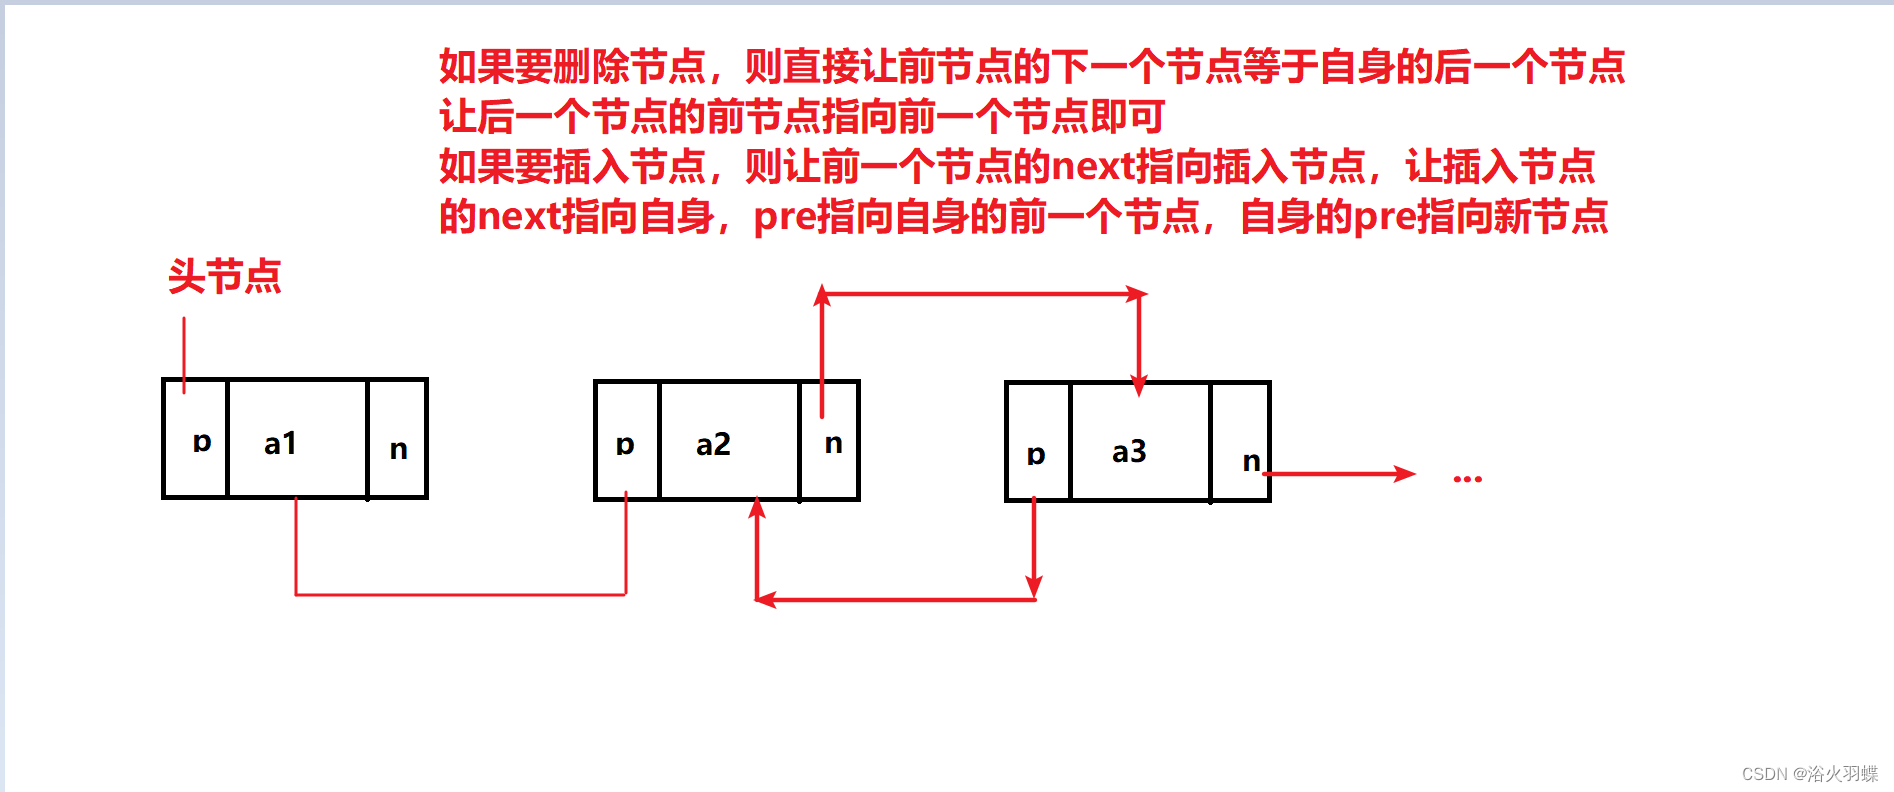 如果要删除节点，则直接让前节点的下一个节点等于自身的后一个节点
让后一个节点的前节点指向前一个节点即可
如果要插入节点，则让前一个节点的next指向插入节点，让插入节点
的next指向自身，pre指向自身的前一个节点，自身的pre指向新节点
头节点
p a1 n
p a2 n
p a3 n
...
CSDN @浴火羽蝶